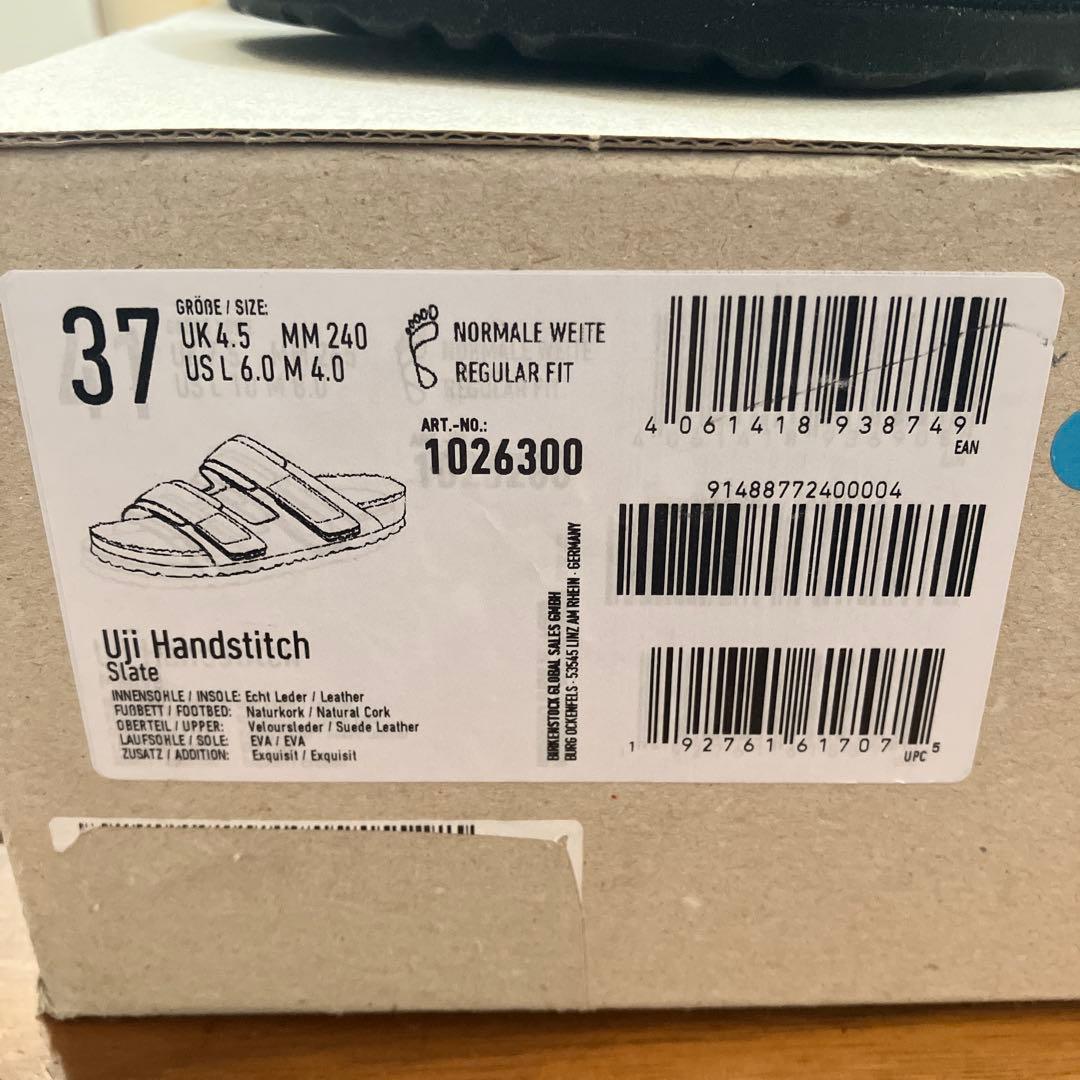 37
GRÖßE / SIZE:
UK 4.5 MM 240
US L 6.0 M 4.0
NORMALE WEITE
REGULAR FIT
ART.-NO.:
1026300
4 061418 938749
EAN
91488772400004
BIRKENSTOCK GLOBAL SALES GMBH
BURG OCKENFELS · 53545 LINZ AM RHEIN · GERMANY
Uji Handstitch
Slate
INNENSOHLE / INSOLE: Echt Leder / Leather
FUßBETT / FOOTBED: Naturkork / Natural Cork
OBERTEIL / UPPER: Veloursleder / Suede Leather
LAUFSOHLE / SOLE: EVA / EVA
ZUSATZ / ADDITION: Exquisit / Exquisit
1 92761 61707 5
UPC